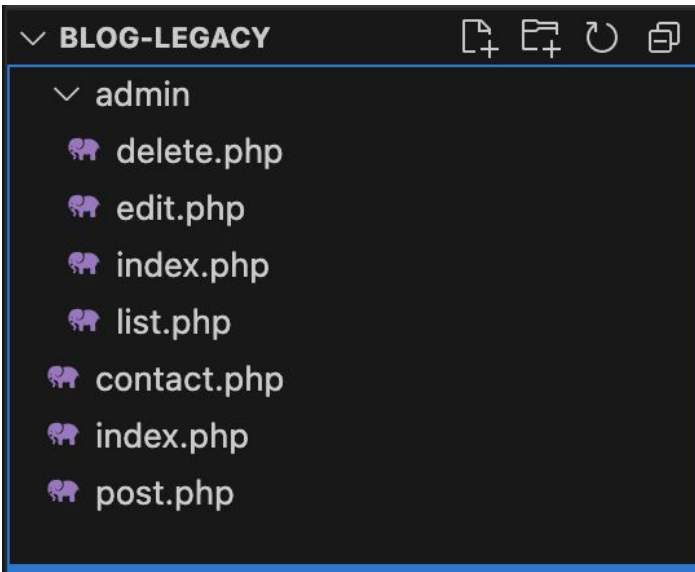 BLOG-LEGACY
admin
delete.php
edit.php
index.php
list.php
contact.php
index.php
post.php